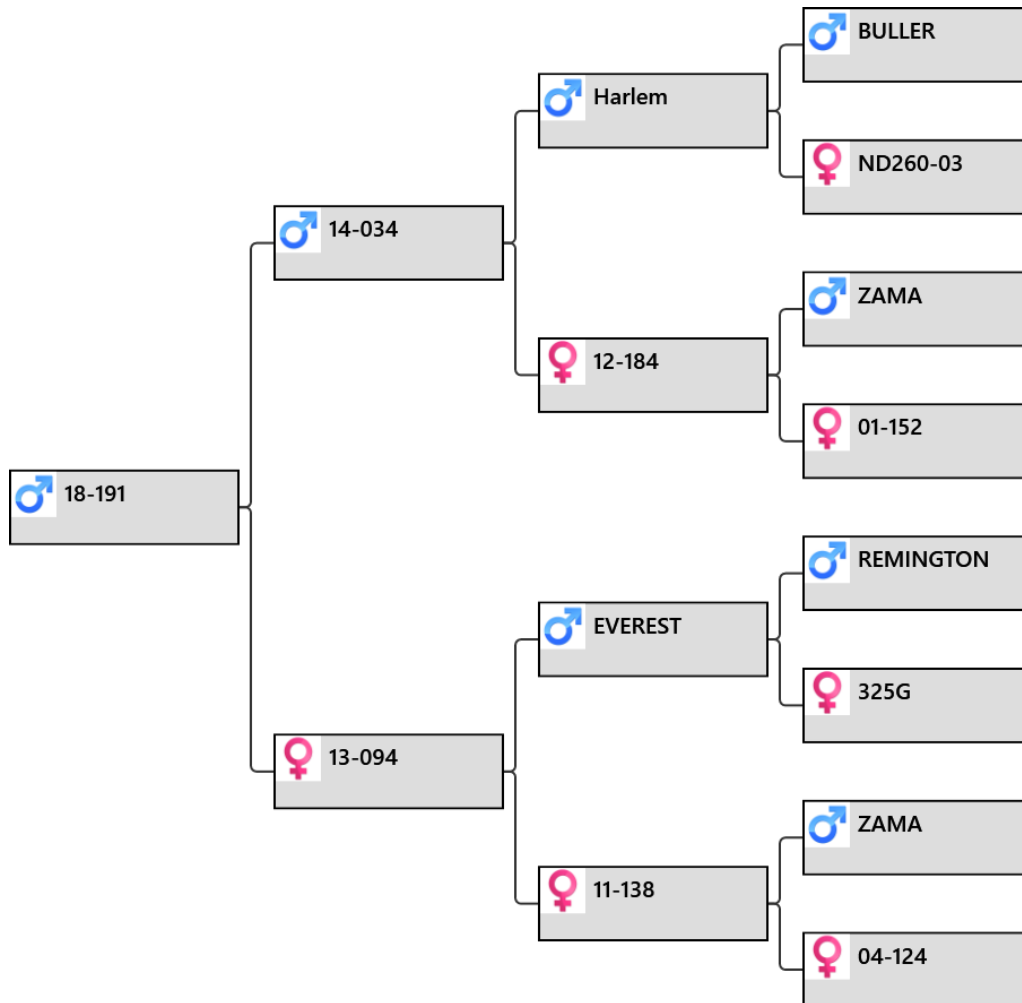 BULLER
Harlem
ND260-03
14-034
ZAMA
12-184
01-152
18-191
REMINGTON
EVEREST
325G
13-094
ZAMA
11-138
04-124